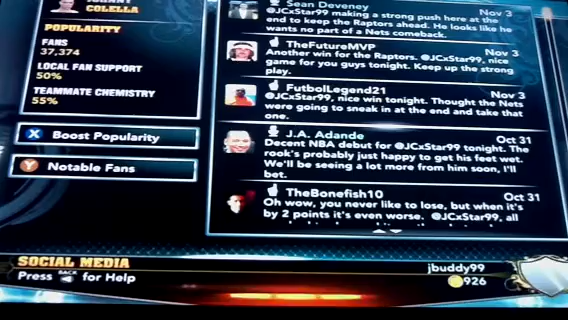 COLELLA
POPULARITY
FANS
37,374
LOCAL FAN SUPPORT
50%
TEAMMATE CHEMISTRY
55%
X Boost Popularity
Y Notable Fans
Sean Deveney
Nov 3
@JCxStar99 making a strong push here at the
end to keep the Raptors ahead. He looks like he
wants no part of a Nets comeback.
TheFutureMVP
Nov 3
Another win for the Raptors. @JCxStar99, nice
game for you guys tonight. Keep up the strong
play.
FutbolLegend21
Nov 3
@JCxStar99, nice win tonight. Thought the Nets
were going to sneak in at the end and take that
one.
J.A. Adande
Oct 31
Decent NBA debut for @JCxStar99 tonight. The
rook's probably just happy to get his feet wet.
We'll be seeing a lot more from him soon, I'll
bet.
TheBonefish10
Oct 31
Oh wow, you never like to lose, but when it's
by 2 points it's even worse. @JCxStar99, all
SOCIAL MEDIA
Press BACK for Help
jbuddy99
926